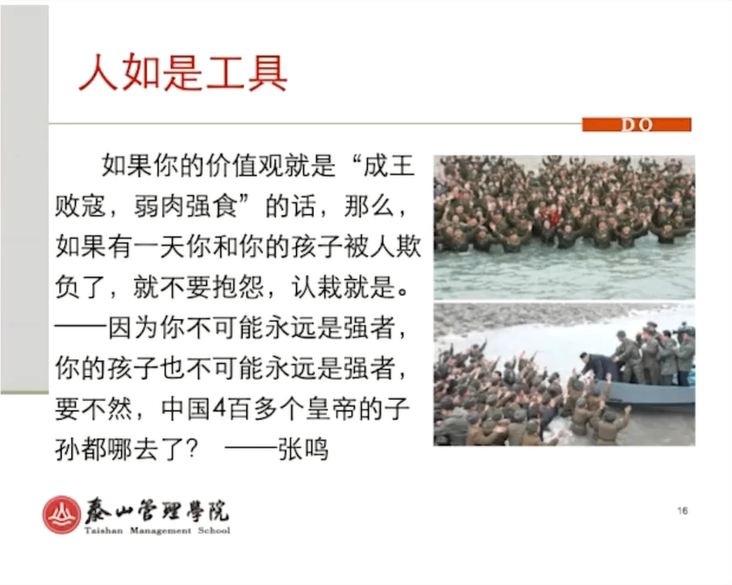 人如是工具
DO
如果你的价值观就是“成王
败寇，弱肉强食”的话，那么，
如果有一天你和你的孩子被人欺
负了，就不要抱怨，认栽就是。
——因为你不可能永远是强者，
你的孩子也不可能永远是强者，
要不然，中国4百多个皇帝的子
孙都哪去了？ ——张鸣
泰山管理學院
Taishan Management School
16